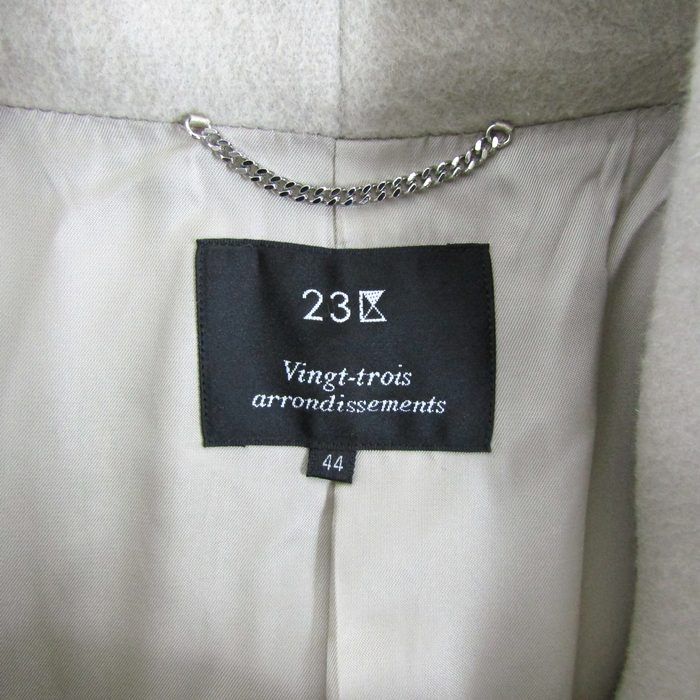 23区
Vingt-trois
arrondissements
44